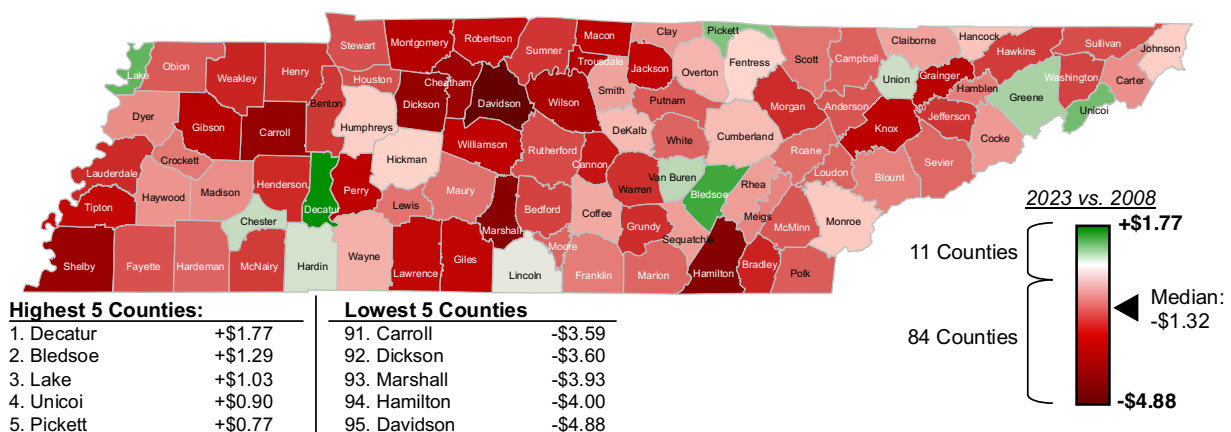 Pickett
Clay
Macon
Robertson
Montgomery
Stewart
Sumner
Hancock
Claiborne
Hawkins
Sullivan
Johnson
Lake
Obion
Weakley
Henry
Houston
Trousdale
Jackson
Overton
Fentress
Scott
Campbell
Union
Grainger
Washington
Carter
Cheatham
Smith
Hamblen
Greene
Unicoi
Benton
Dickson
Davidson
Wilson
Putnam
Morgan
Anderson
Dyer
Gibson
Carroll
Humphreys
DeKalb
White
Cumberland
Knox
Jefferson
Cocke
Crockett
Hickman
Williamson
Rutherford
Cannon
Roane
Sevier
Lauderdale
Haywood
Madison
Henderson
Perry
Maury
Warren
Van Buren
Bledsoe
Rhea
Loudon
Blount
Tipton
Chester
Decatur
Lewis
Marshall
Bedford
Coffee
Grundy
Sequatchie
Meigs
McMinn
Monroe
Shelby
Fayette
Hardeman
McNairy
Hardin
Wayne
Lawrence
Giles
Lincoln
Moore
Franklin
Marion
Hamilton
Bradley
Polk
2023 vs. 2008
+$1.77
11 Counties
Median:
-$1.32
84 Counties
-$4.88
Highest 5 Counties:
1. Decatur +$1.77
2. Bledsoe +$1.29
3. Lake +$1.03
4. Unicoi +$0.90
5. Pickett +$0.77
Lowest 5 Counties
91. Carroll -$3.59
92. Dickson -$3.60
93. Marshall -$3.93
94. Hamilton -$4.00
95. Davidson -$4.88